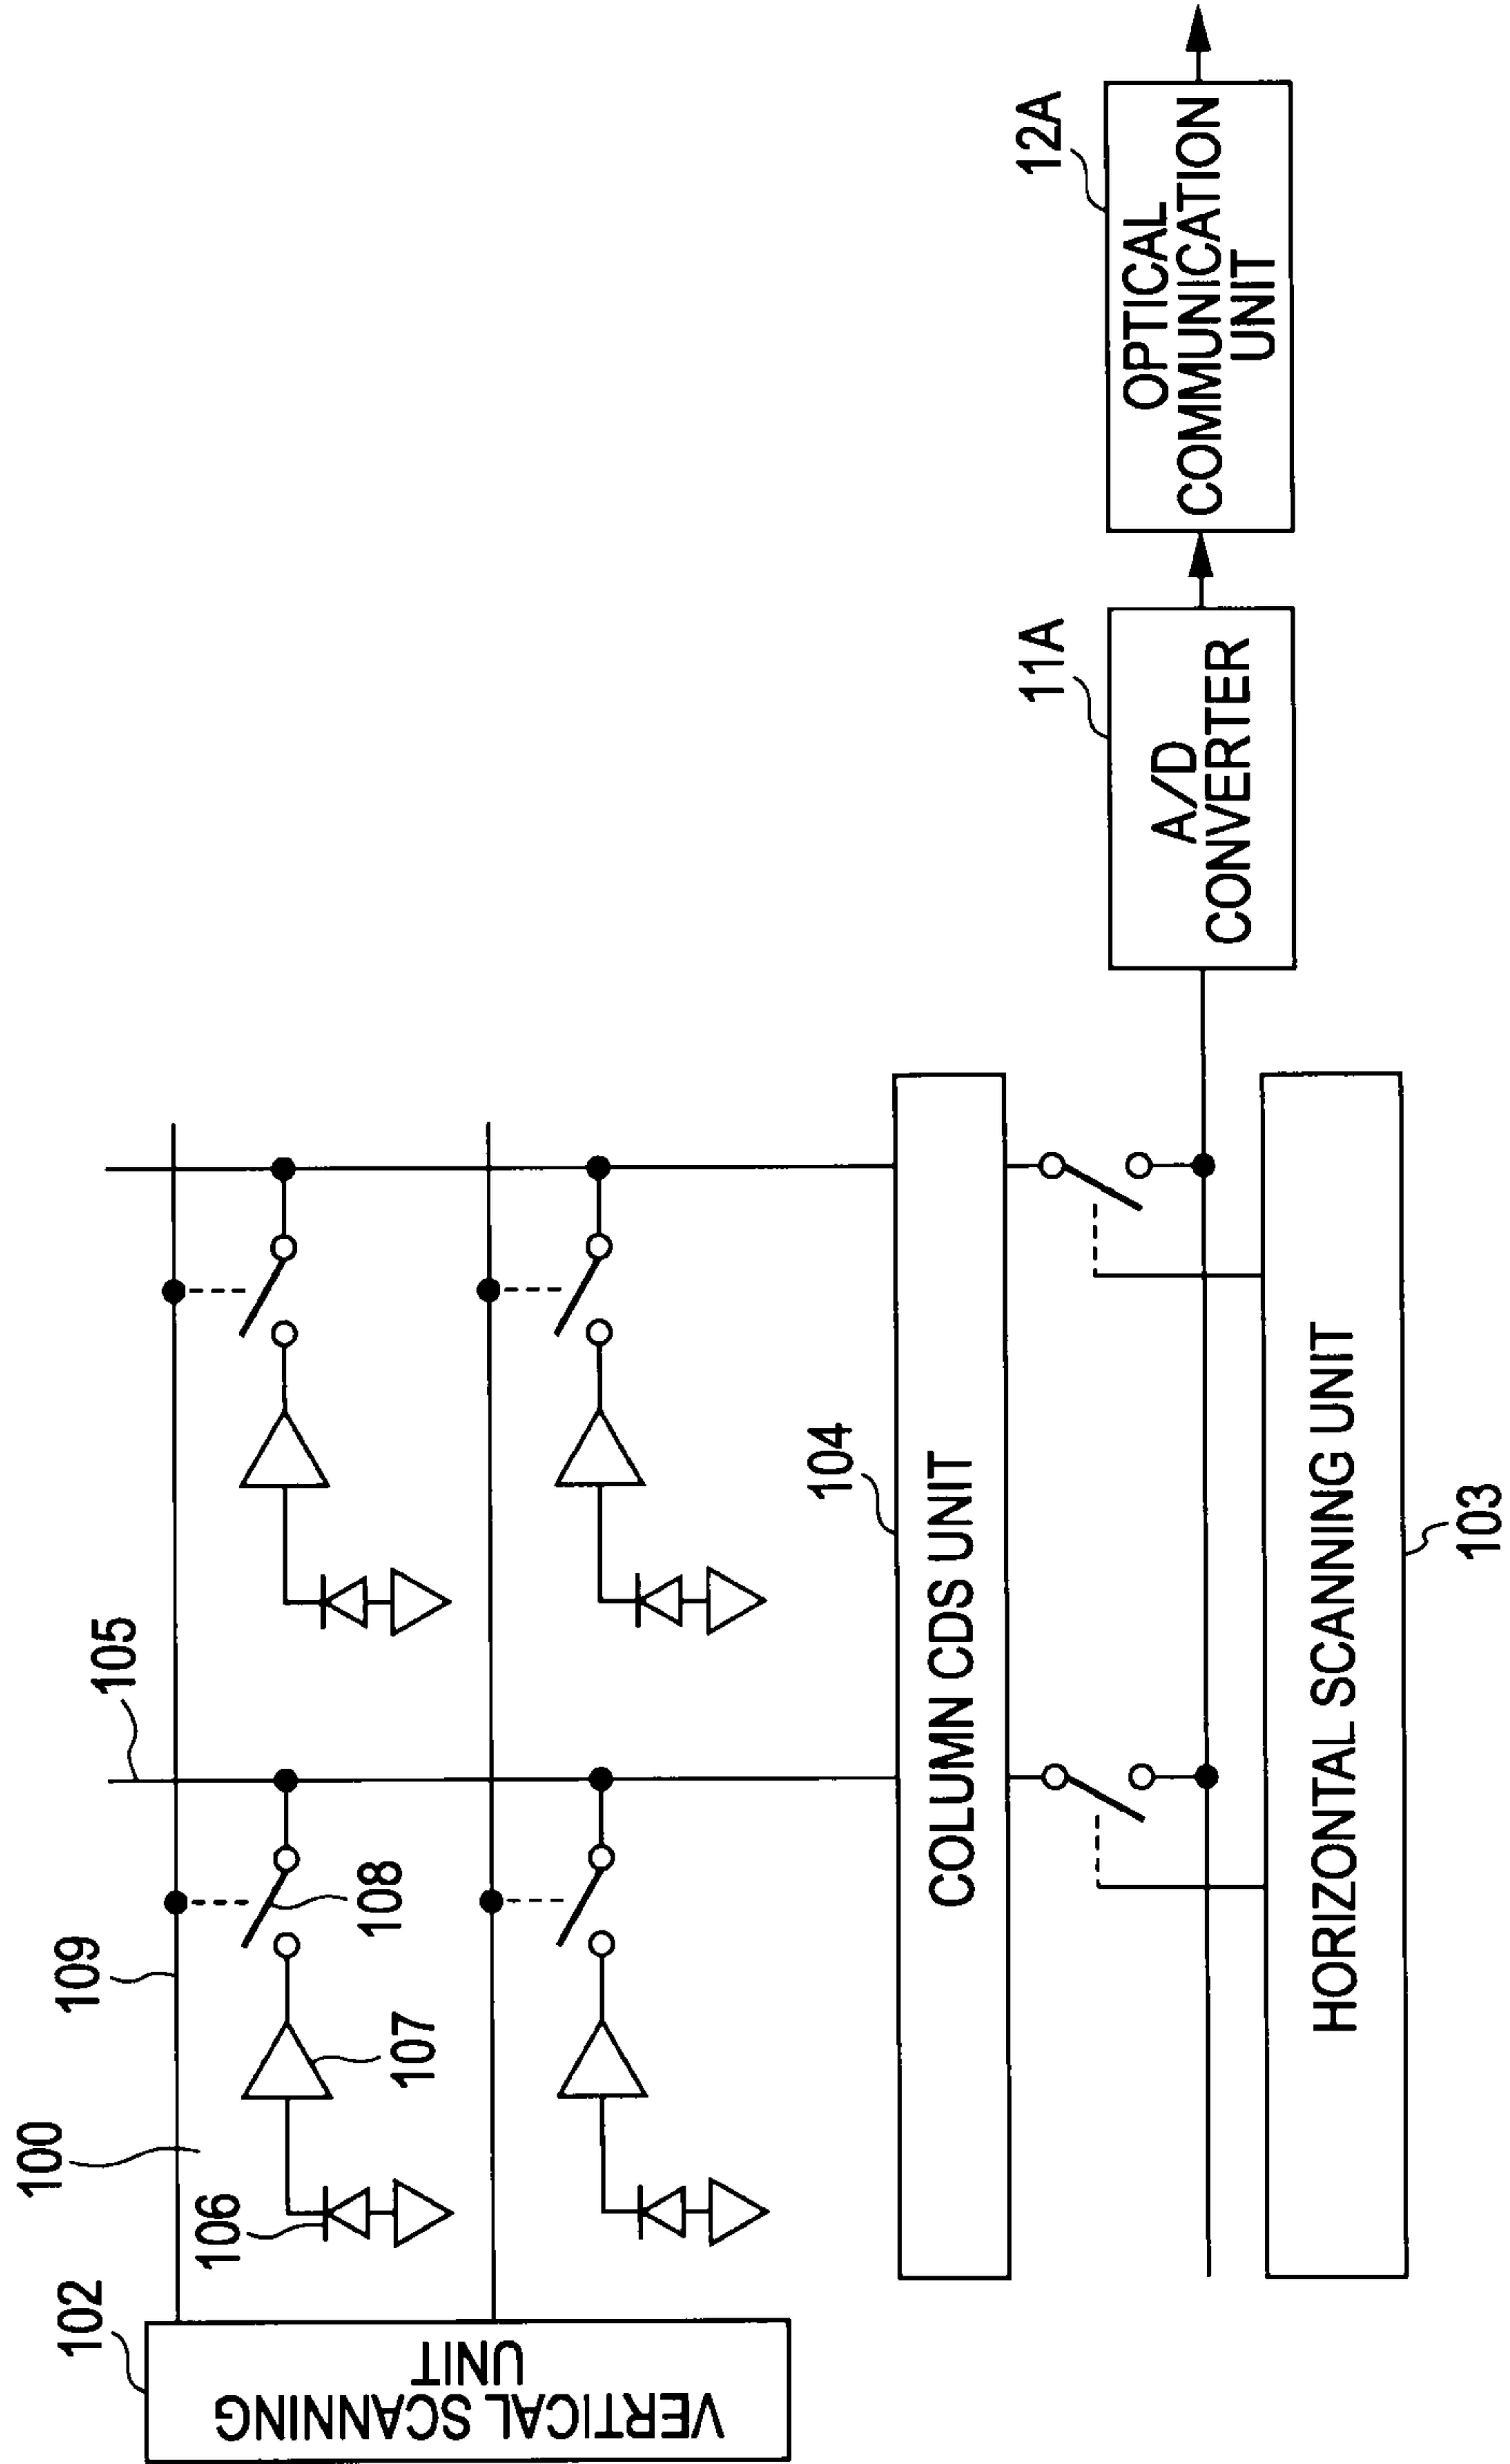 102
VERTICAL SCANNING
UNIT
100
106
109
107
108
105
104
COLUMN CDS UNIT
HORIZONTAL SCANNING UNIT
103
11A
A/D
CONVERTER
12A
OPTICAL
COMMUNICATION
UNIT